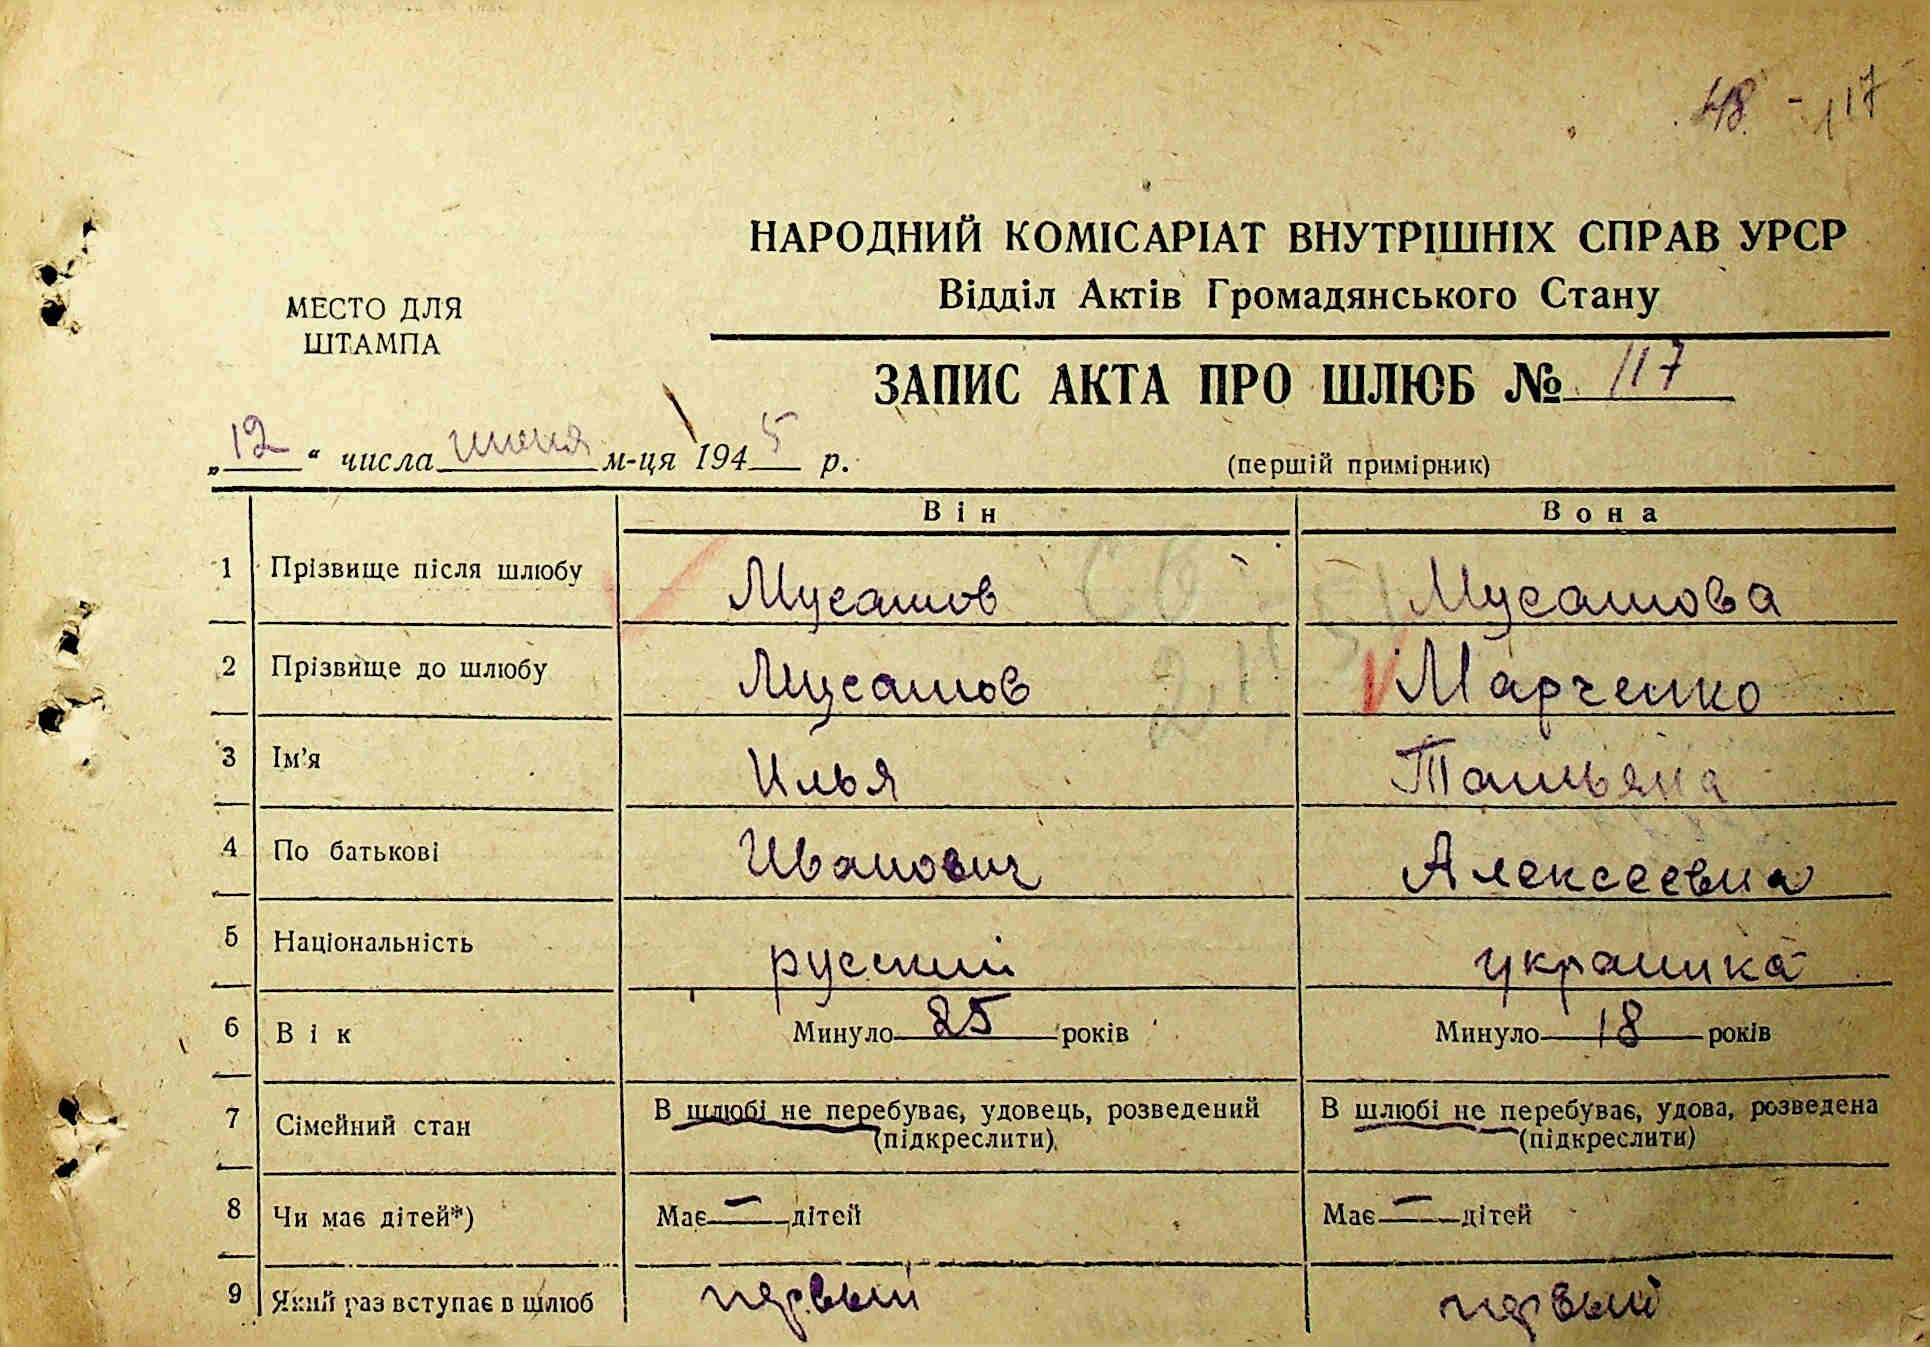 48 - 117
НАРОДНИЙ КОМІСАРІАТ ВНУТРІШНІХ СПРАВ УРСР
Відділ Актів Громадянського Стану
МЕСТО ДЛЯ
ШТАМПА
ЗАПИС АКТА ПРО ШЛЮБ № 117
„12“ числа июня м-ця 1945 р.
(першій примірник)
Він Вона
1 Прізвище після шлюбу Мусатов Мусатова
2 Прізвище до шлюбу Мусатов Марченко
3 Ім'я Илья Татьяна
4 По батькові Иванович Алексеевна
5 Національність русский украинка
6 Вік Минуло 25 років Минуло 18 років
7 Сімейний стан В шлюбі не перебуває, удовець, розведений В шлюбі не перебуває, удова, розведена
(підкреслити) (підкреслити)
8 Чи має дітей*) Має — дітей Має — дітей
9 Який раз вступає в шлюб первый первый